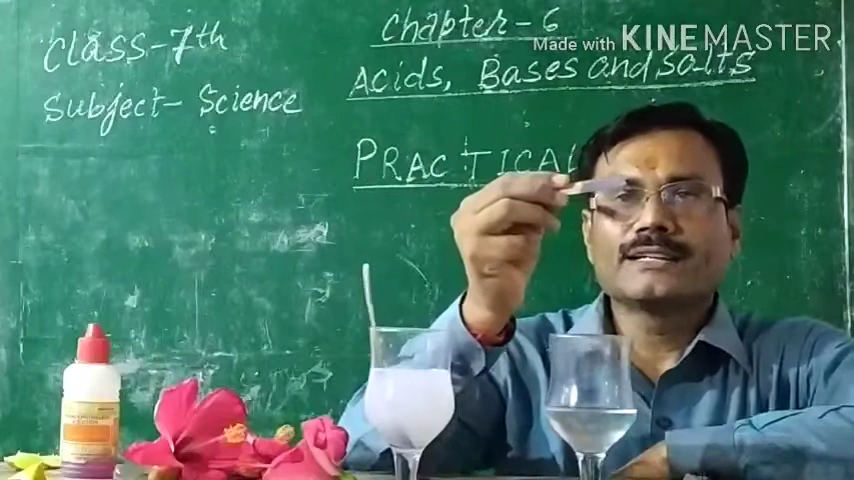 Class-7th
Subject- Science
Chapter-6
Made with KINEMASTER
Acids, Bases and Salts
PRACTICAL